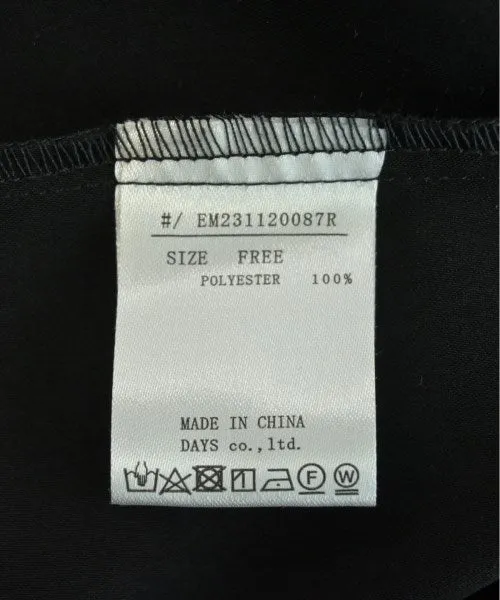 #/ EM231120087R
SIZE FREE
POLYESTER 100%
MADE IN CHINA
DAYS co.,ltd.
F W